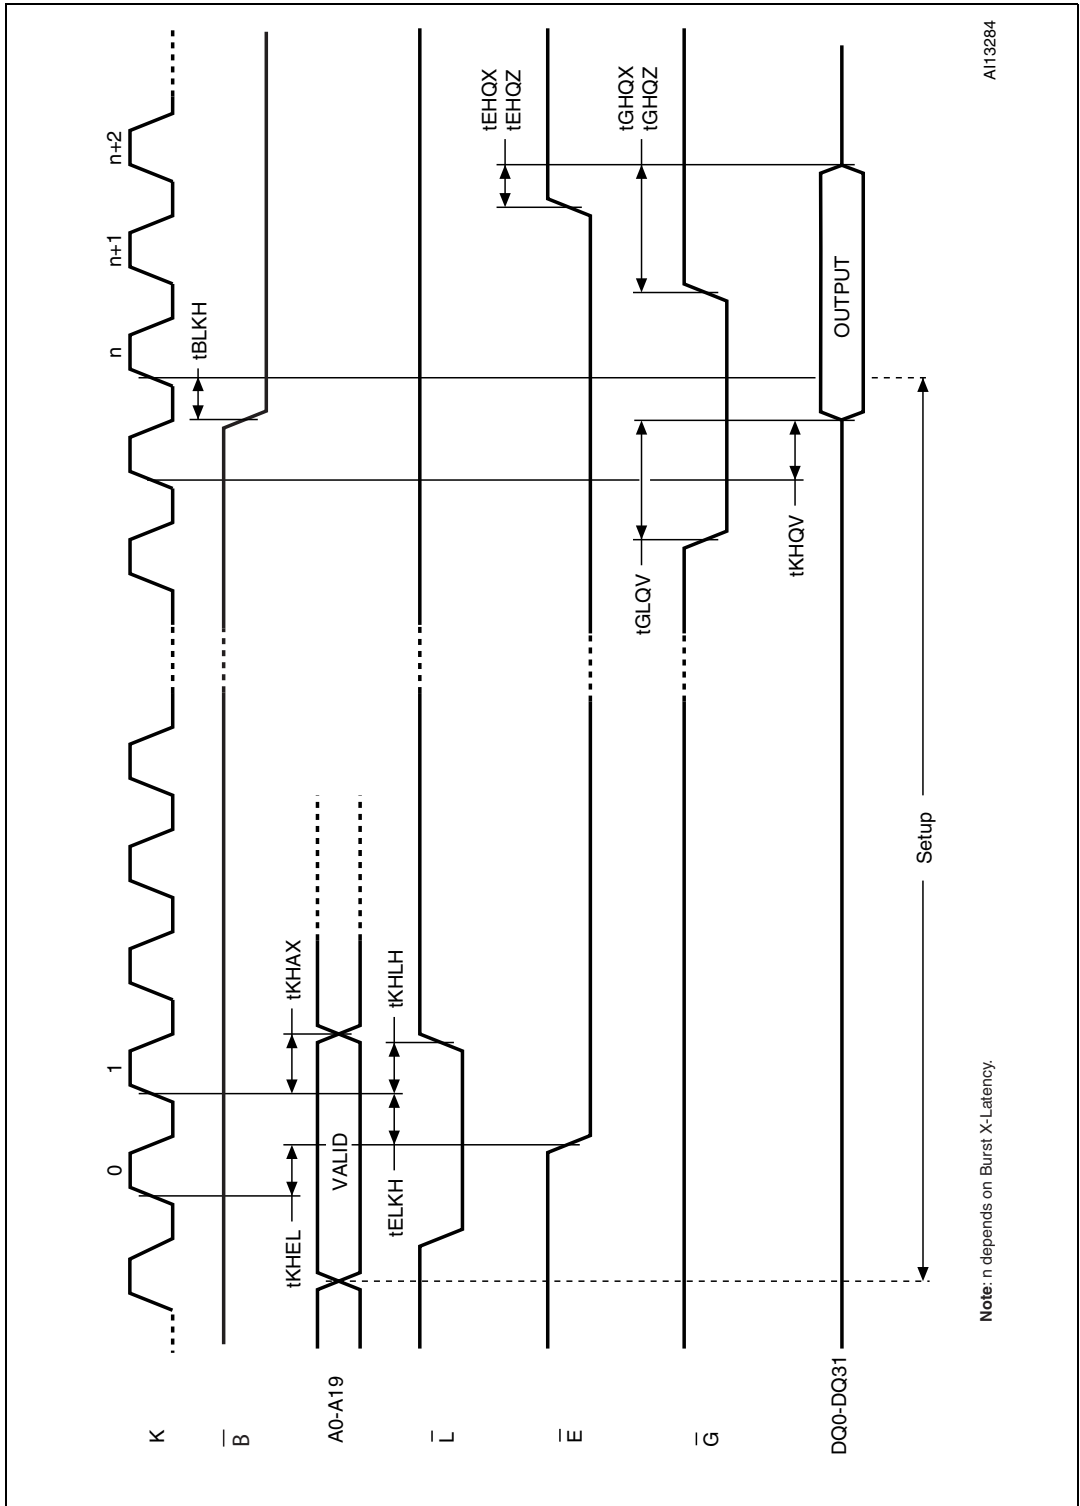 K
0
1
n
n+1
n+2
B
tBLKH
A0-A19
VALID
tKHEL
tKHAX
L
tELKH
tKHLH
E
tEHQX
tEHQZ
G
tGLQV
tGHQX
tGHQZ
tKHQV
DQ0-DQ31
OUTPUT
Setup
Note: n depends on Burst X-Latency.
AI13284